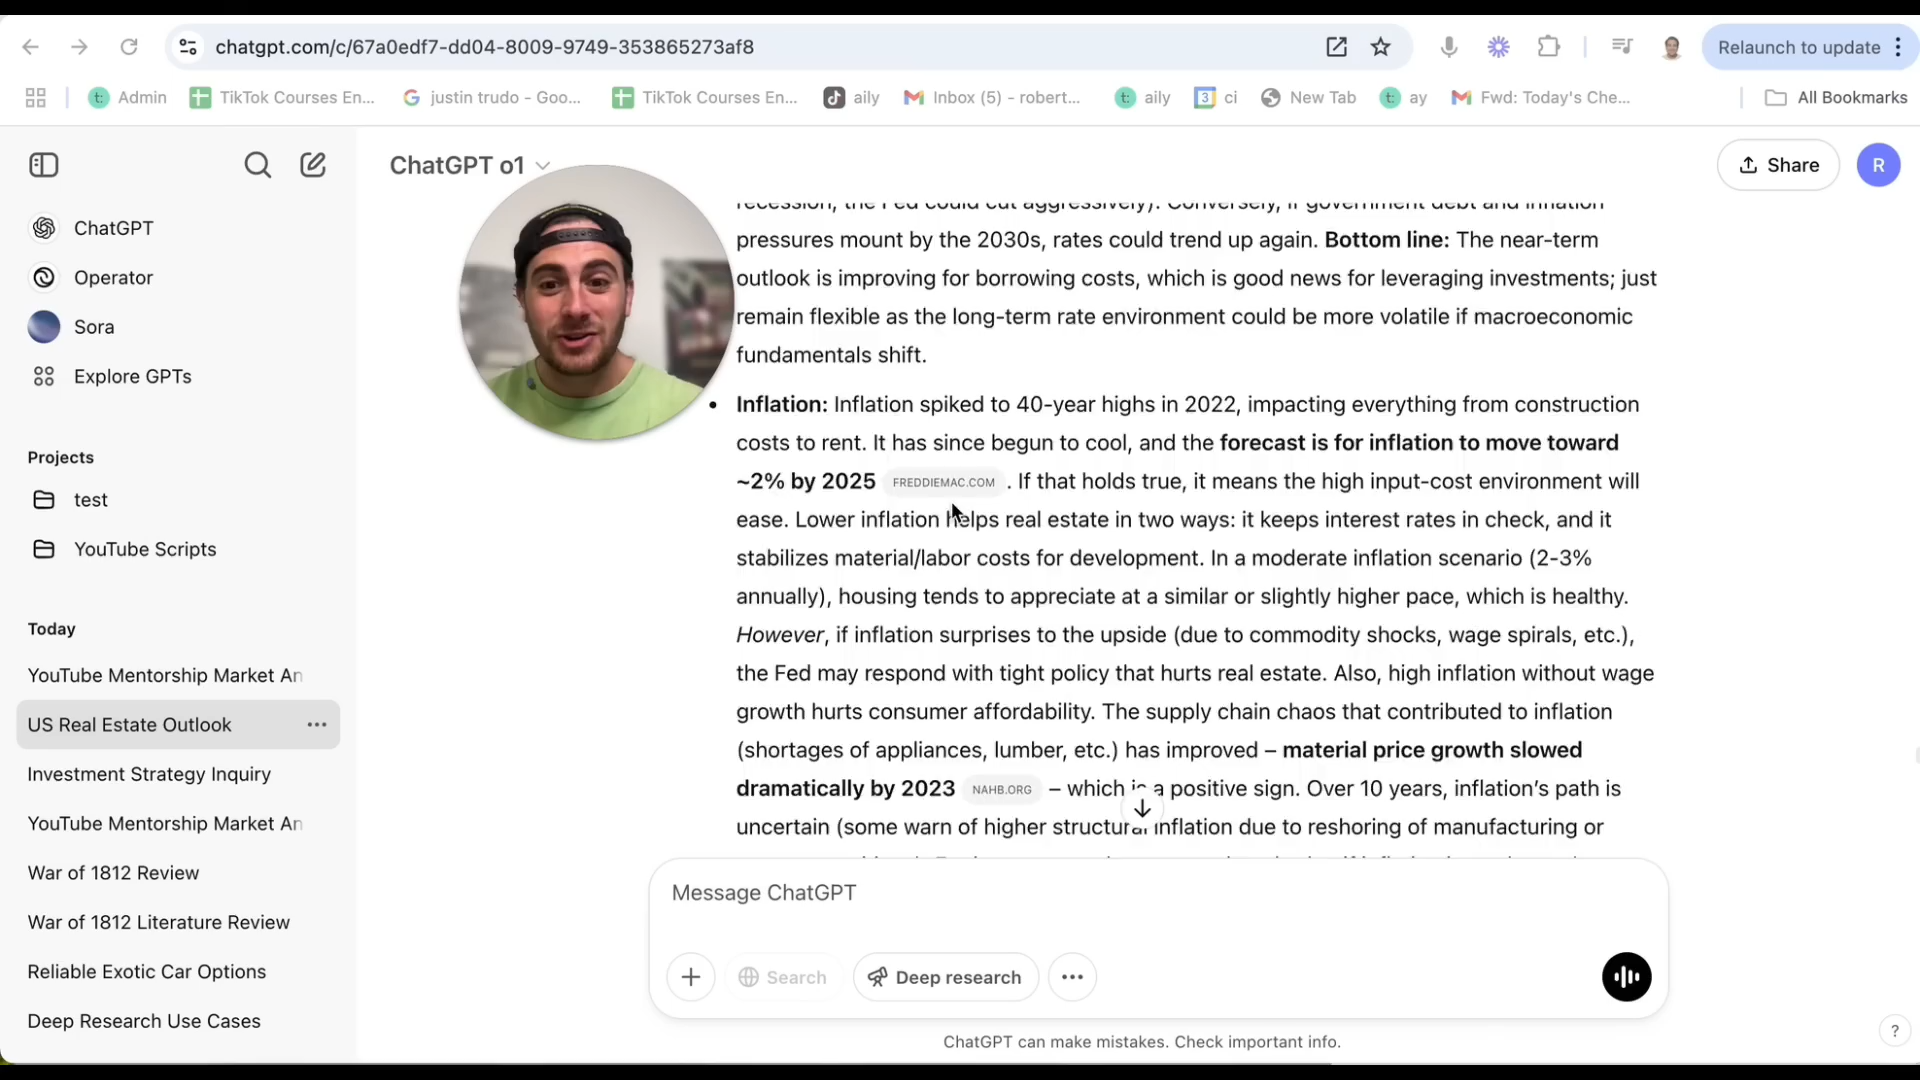 chatgpt.com/c/67a0edf7-dd04-8009-9749-353865273af8
Relaunch to update
Admin
TikTok Courses En...
justin trudo - Goo...
TikTok Courses En...
aily
Inbox (5) - robert...
aily
3
ci
New Tab
ay
Fwd: Today's Che...
All Bookmarks
ChatGPT o1
Share
R
ChatGPT
Operator
Sora
Explore GPTs
Projects
test
YouTube Scripts
Today
YouTube Mentorship Market An
US Real Estate Outlook
Investment Strategy Inquiry
YouTube Mentorship Market An
War of 1812 Review
War of 1812 Literature Review
Reliable Exotic Car Options
Deep Research Use Cases
recession, the Fed could cut aggressively). Conversely, if government debt and inflation
pressures mount by the 2030s, rates could trend up again. Bottom line: The near-term
outlook is improving for borrowing costs, which is good news for leveraging investments; just
remain flexible as the long-term rate environment could be more volatile if macroeconomic
fundamentals shift.
• Inflation: Inflation spiked to 40-year highs in 2022, impacting everything from construction
costs to rent. It has since begun to cool, and the forecast is for inflation to move toward
~2% by 2025 FREDDIEMAC.COM . If that holds true, it means the high input-cost environment will
ease. Lower inflation helps real estate in two ways: it keeps interest rates in check, and it
stabilizes material/labor costs for development. In a moderate inflation scenario (2-3%
annually), housing tends to appreciate at a similar or slightly higher pace, which is healthy.
However, if inflation surprises to the upside (due to commodity shocks, wage spirals, etc.),
the Fed may respond with tight policy that hurts real estate. Also, high inflation without wage
growth hurts consumer affordability. The supply chain chaos that contributed to inflation
(shortages of appliances, lumber, etc.) has improved – material price growth slowed
dramatically by 2023 NAHB.ORG – which is a positive sign. Over 10 years, inflation's path is
uncertain (some warn of higher structural inflation due to reshoring of manufacturing or
Message ChatGPT
Search
Deep research
ChatGPT can make mistakes. Check important info.
?